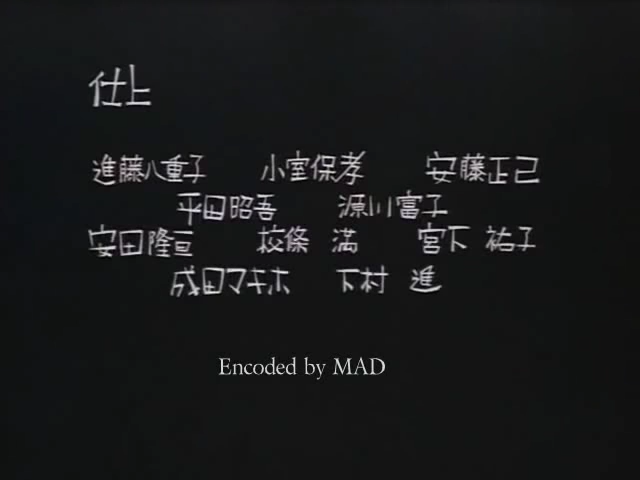 仕上
進藤八重子 小室保孝 安藤正己
平田昭吾 源川富子
安田隆亘 校條 満 宮下 祐子
成田マキホ 下村 進
Encoded by MAD